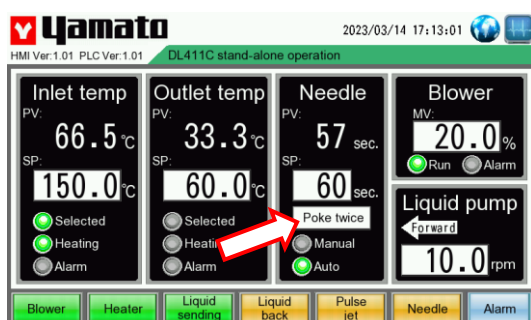 Yamato
2023/03/14 17:13:01
HMI Ver:1.01 PLC Ver:1.01
DL411C stand-alone operation
Inlet temp
PV:
66.5 ℃
SP:
150.0 ℃
Selected
Heating
Alarm
Outlet temp
PV:
33.3 ℃
SP:
60.0 ℃
Selected
Alarm
Needle
PV:
57 sec.
SP:
60 sec.
Poke twice
Manual
Auto
Blower
MV:
20.0 %
Run
Alarm
Liquid pump
Forward
10.0 rpm
Blower
Heater
Liquid
sending
Liquid
back
Pulse
jet
Needle
Alarm